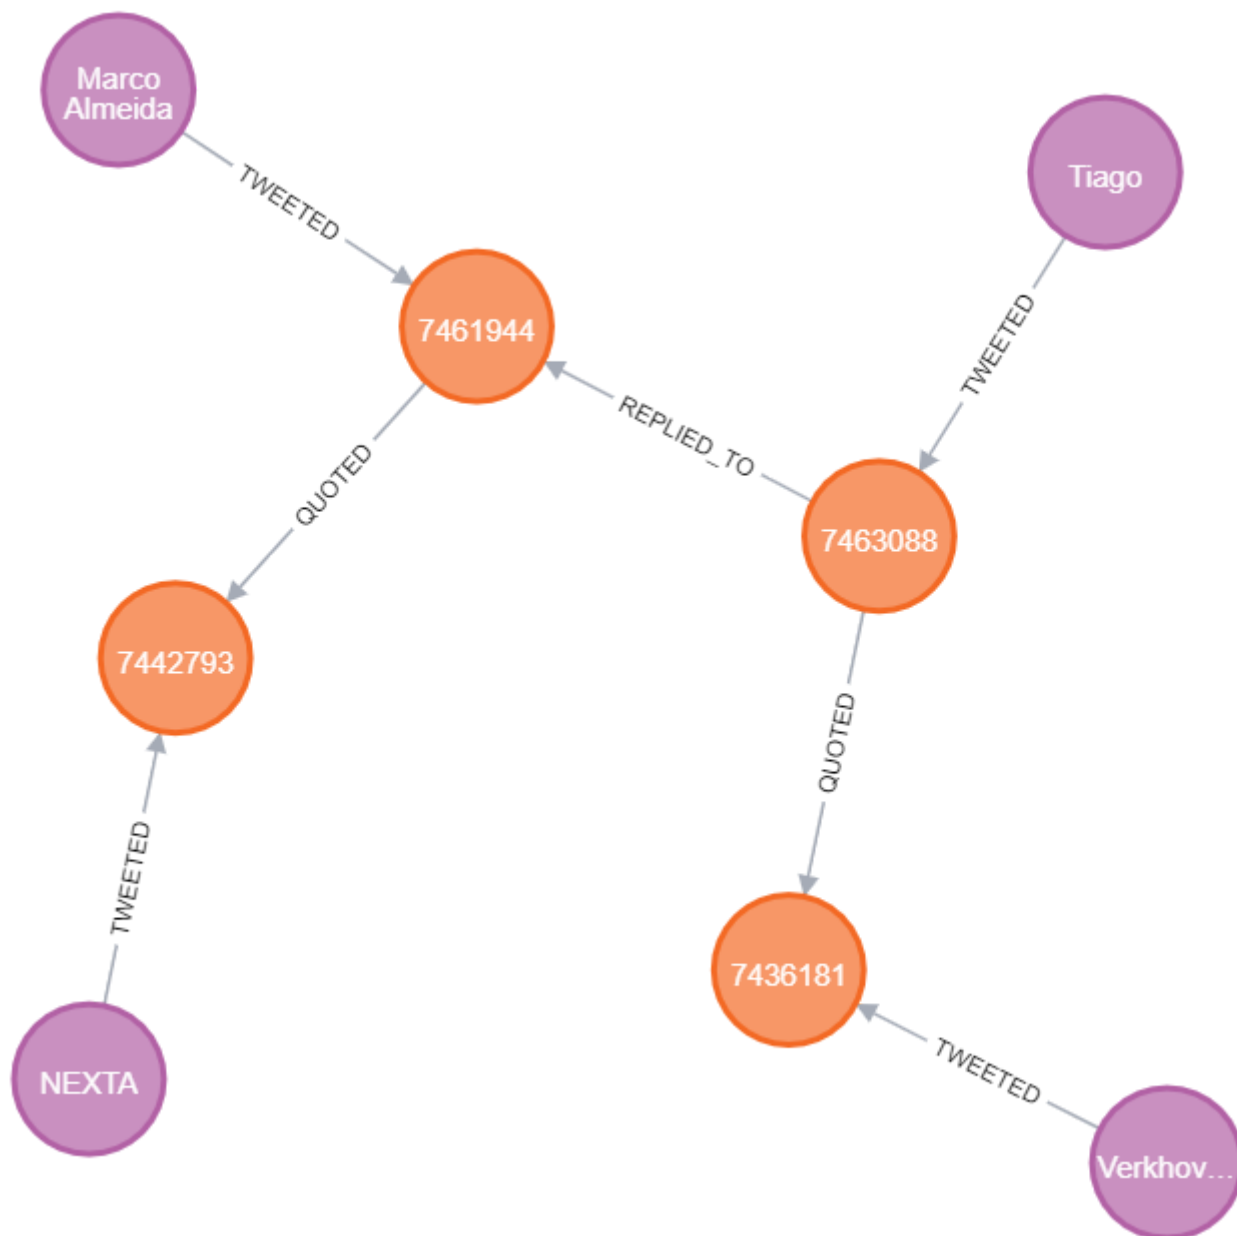 Marco
Almeida
Tiago
TWEETED
7461944
TWEETED
REPLIED_TO
QUOTED
7463088
7442793
QUOTED
TWEETED
7436181
NEXTA
TWEETED
Verkhov...